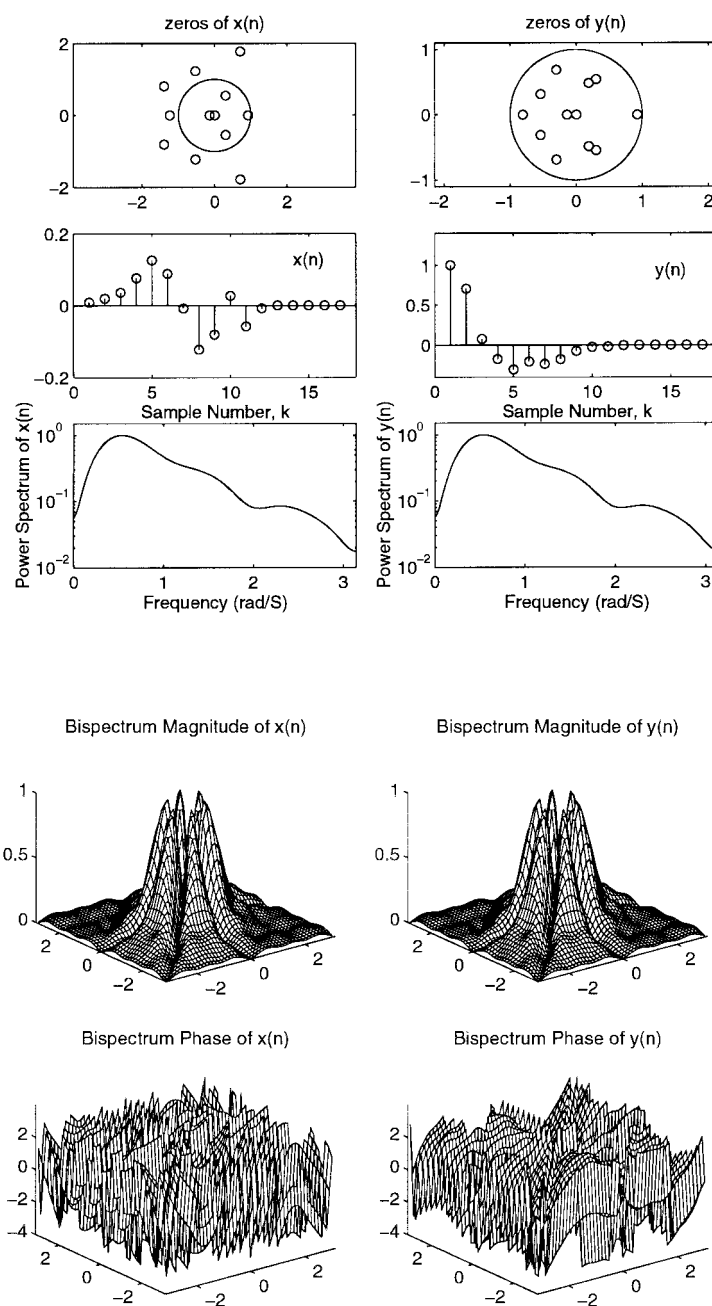 zeros of x(n)
zeros of y(n)
2
0
−2
−2 0 2
1
0
−1
−2 −1 0 1 2
0.2
0
−0.2
x(n)
0 5 10 15
Sample Number, k
1
0.5
0
y(n)
0 5 10 15
Sample Number, k
Power Spectrum of x(n)
10^0
10^-1
10^-2
0 1 2 3
Frequency (rad/S)
Power Spectrum of y(n)
10^0
10^-1
10^-2
0 1 2 3
Frequency (rad/S)
Bispectrum Magnitude of x(n)
Bispectrum Magnitude of y(n)
1
0.5
0
2 0 −2
−2 0 2
1
0.5
0
2 0 −2
−2 0 2
Bispectrum Phase of x(n)
Bispectrum Phase of y(n)
2
0
−2
−4
2 0 −2
−2 0 2
2
0
−2
−4
2 0 −2
−2 0 2